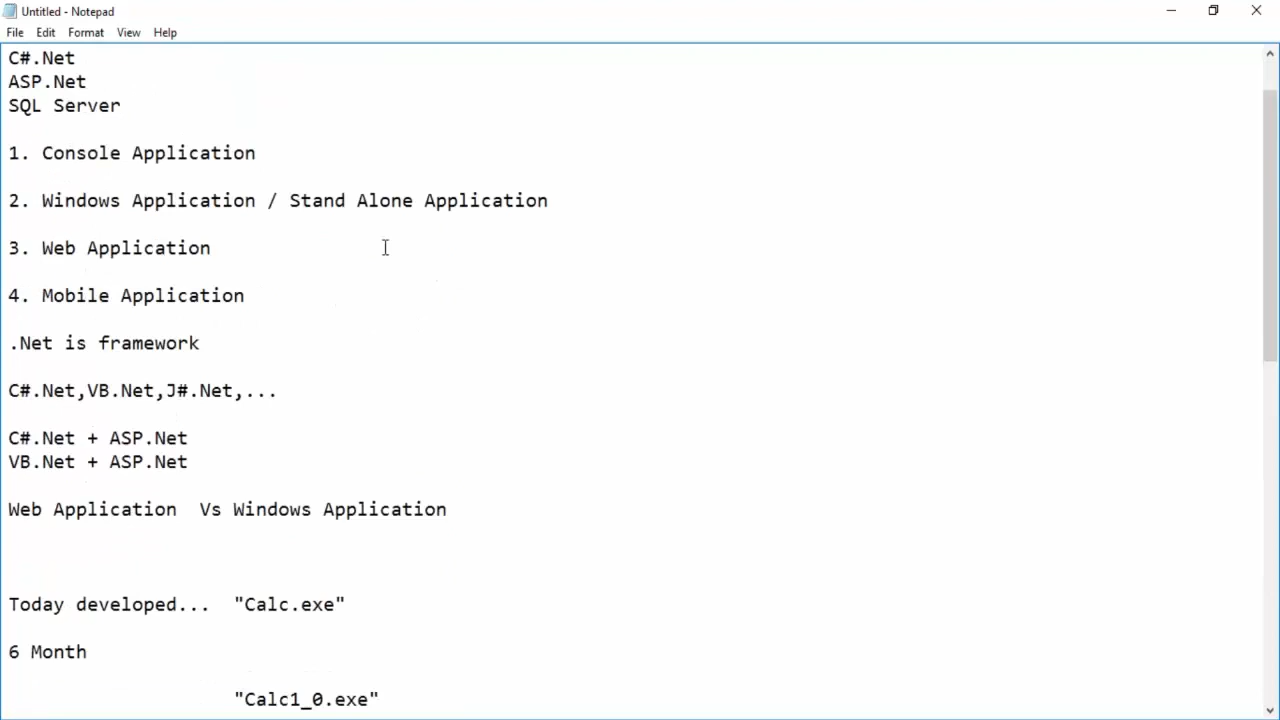 Untitled - Notepad
File Edit Format View Help
C#.Net
ASP.Net
SQL Server
1. Console Application
2. Windows Application / Stand Alone Application
3. Web Application
4. Mobile Application
.Net is framework
C#.Net,VB.Net,J#.Net,...
C#.Net + ASP.Net
VB.Net + ASP.Net
Web Application  Vs Windows Application
Today developed...  "Calc.exe"
6 Month
"Calc1_0.exe"